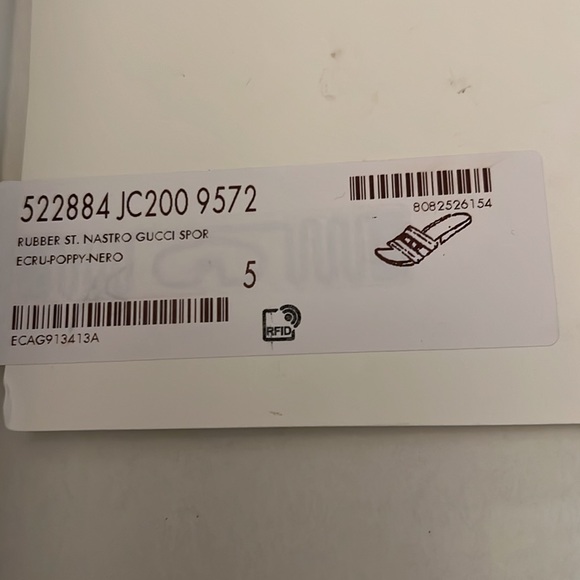 522884 JC200 9572
8082526154
RUBBER ST. NASTRO GUCCI SPOR
ECRU-POPPY-NERO
5
ECAG913413A
RFID